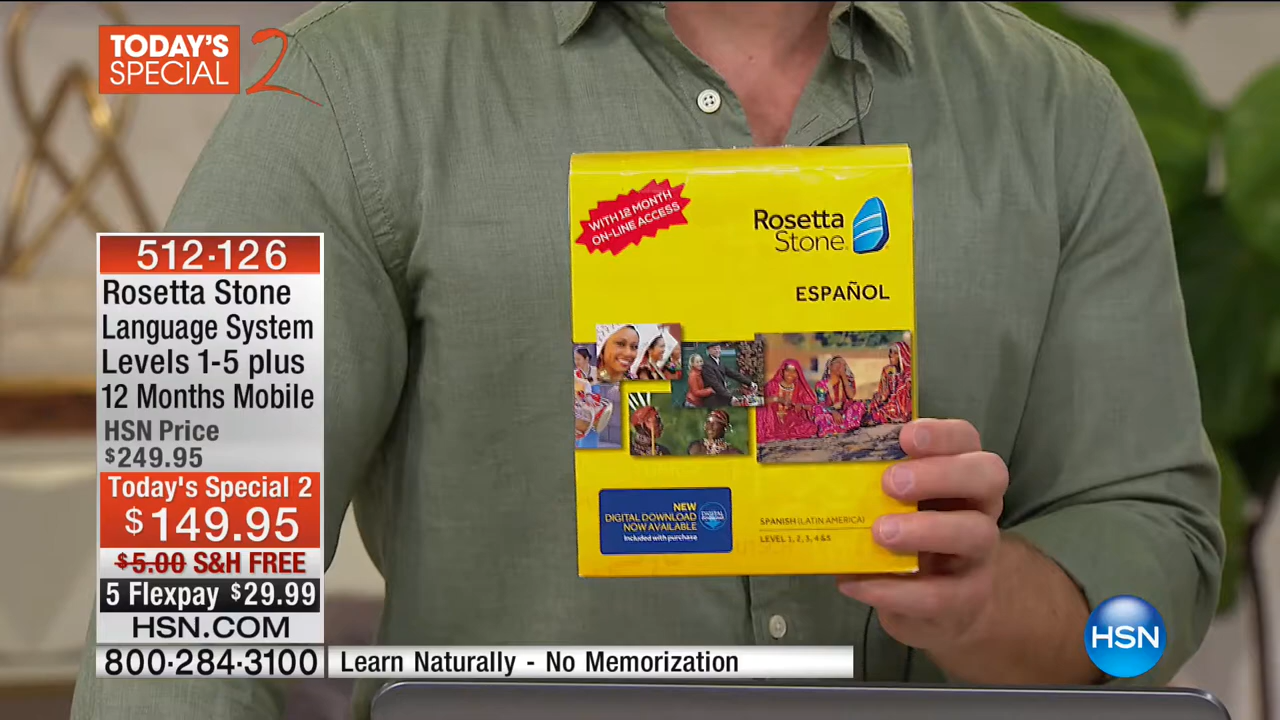 TODAY'S
SPECIAL 2
512-126
Rosetta Stone
Language System
Levels 1-5 plus
12 Months Mobile
HSN Price
$249.95
Today's Special 2
$149.95
$5.00 S&H FREE
5 Flexpay $29.99
HSN.COM
800-284-3100
Learn Naturally - No Memorization
WITH 12 MONTH
ON-LINE ACCESS
Rosetta
Stone
ESPAÑOL
NEW
DIGITAL DOWNLOAD
NOW AVAILABLE
Included with purchase
DIGITAL
SPANISH (LATIN AMERICA)
LEVEL 1, 2, 3, 4 & 5
HSN